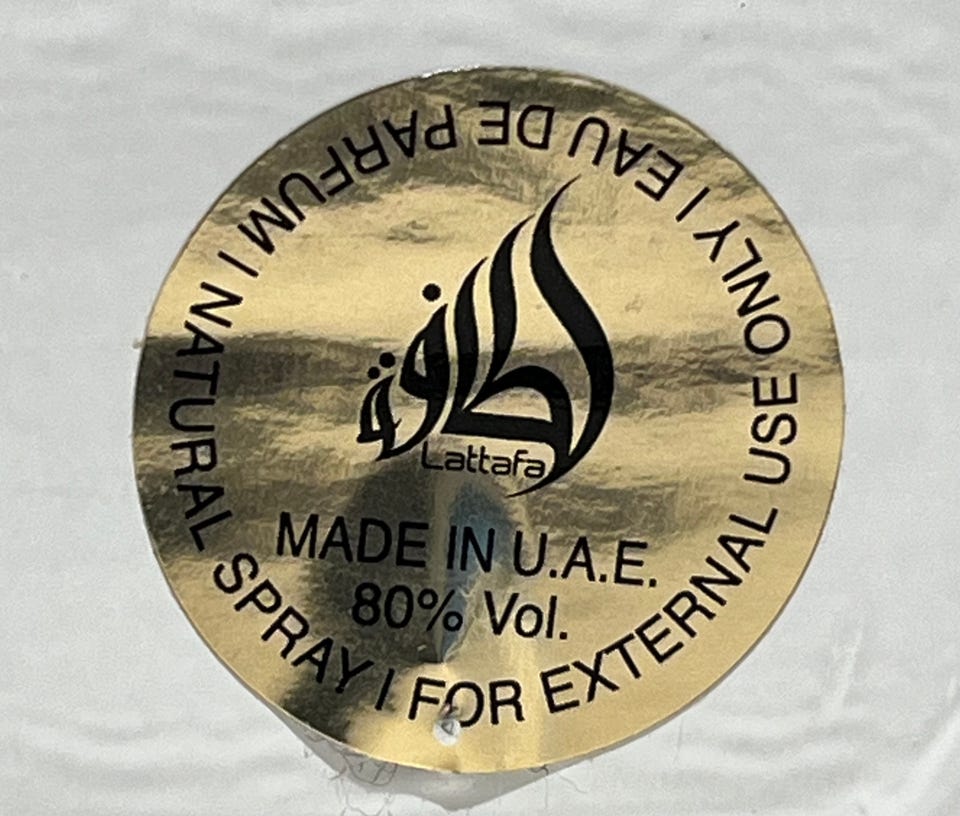 لطافة
Lattafa
MADE IN U.A.E.
80% Vol.
NATURAL SPRAY | FOR EXTERNAL USE ONLY | EAU DE PARFUM |